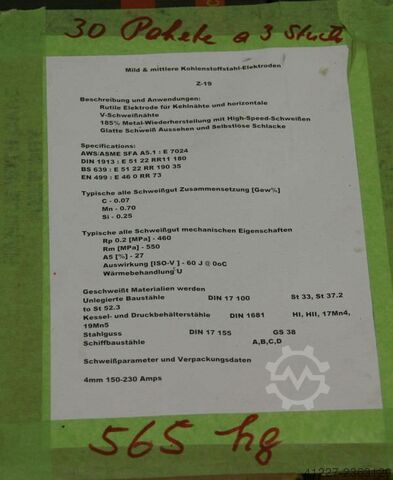 30 Pakete a 3 Stück
Mild & mittlere Kohlenstoffstahl-Elektroden
Z-19
Beschreibung und Anwendungen:
Rutile Elektrode für Kehlnähte und horizontale
V-Schweißnähte
185% Metal-Wiederherstellung mit High-Speed-Schweißen
Glatte Schweiß Aussehen und Selbstlöse Schlacke
Specifications:
AWS/ASME SFA A5.1 : E 7024
DIN 1913 : E 51 22 RR11 180
BS 639 : E 51 22 RR 190 35
EN 499 : E 46 0 RR 73
Typische alle Schweißgut Zusammensetzung [Gew%]
C - 0.07
Mn - 0.70
Si - 0.25
Typische alle Schweißgut mechanischen Eigenschaften
Rp 0.2 [MPa] - 460
Rm [MPa] - 550
A5 [%] - 27
Auswirkung [ISO-V ] - 60 J @ 0oC
Wärmebehandlung U
Geschweißt Materialien werden
Unlegierte Baustähle DIN 17 100 St 33, St 37.2
to St 52.3
Kessel- und Druckbehälterstähle DIN 1681 HI, HII, 17Mn4,
19Mn5
Stahlguss DIN 17 155 GS 38
Schiffbaustähle A,B,C,D
Schweißparameter und Verpackungsdaten
4mm 150-230 Amps
565 kg